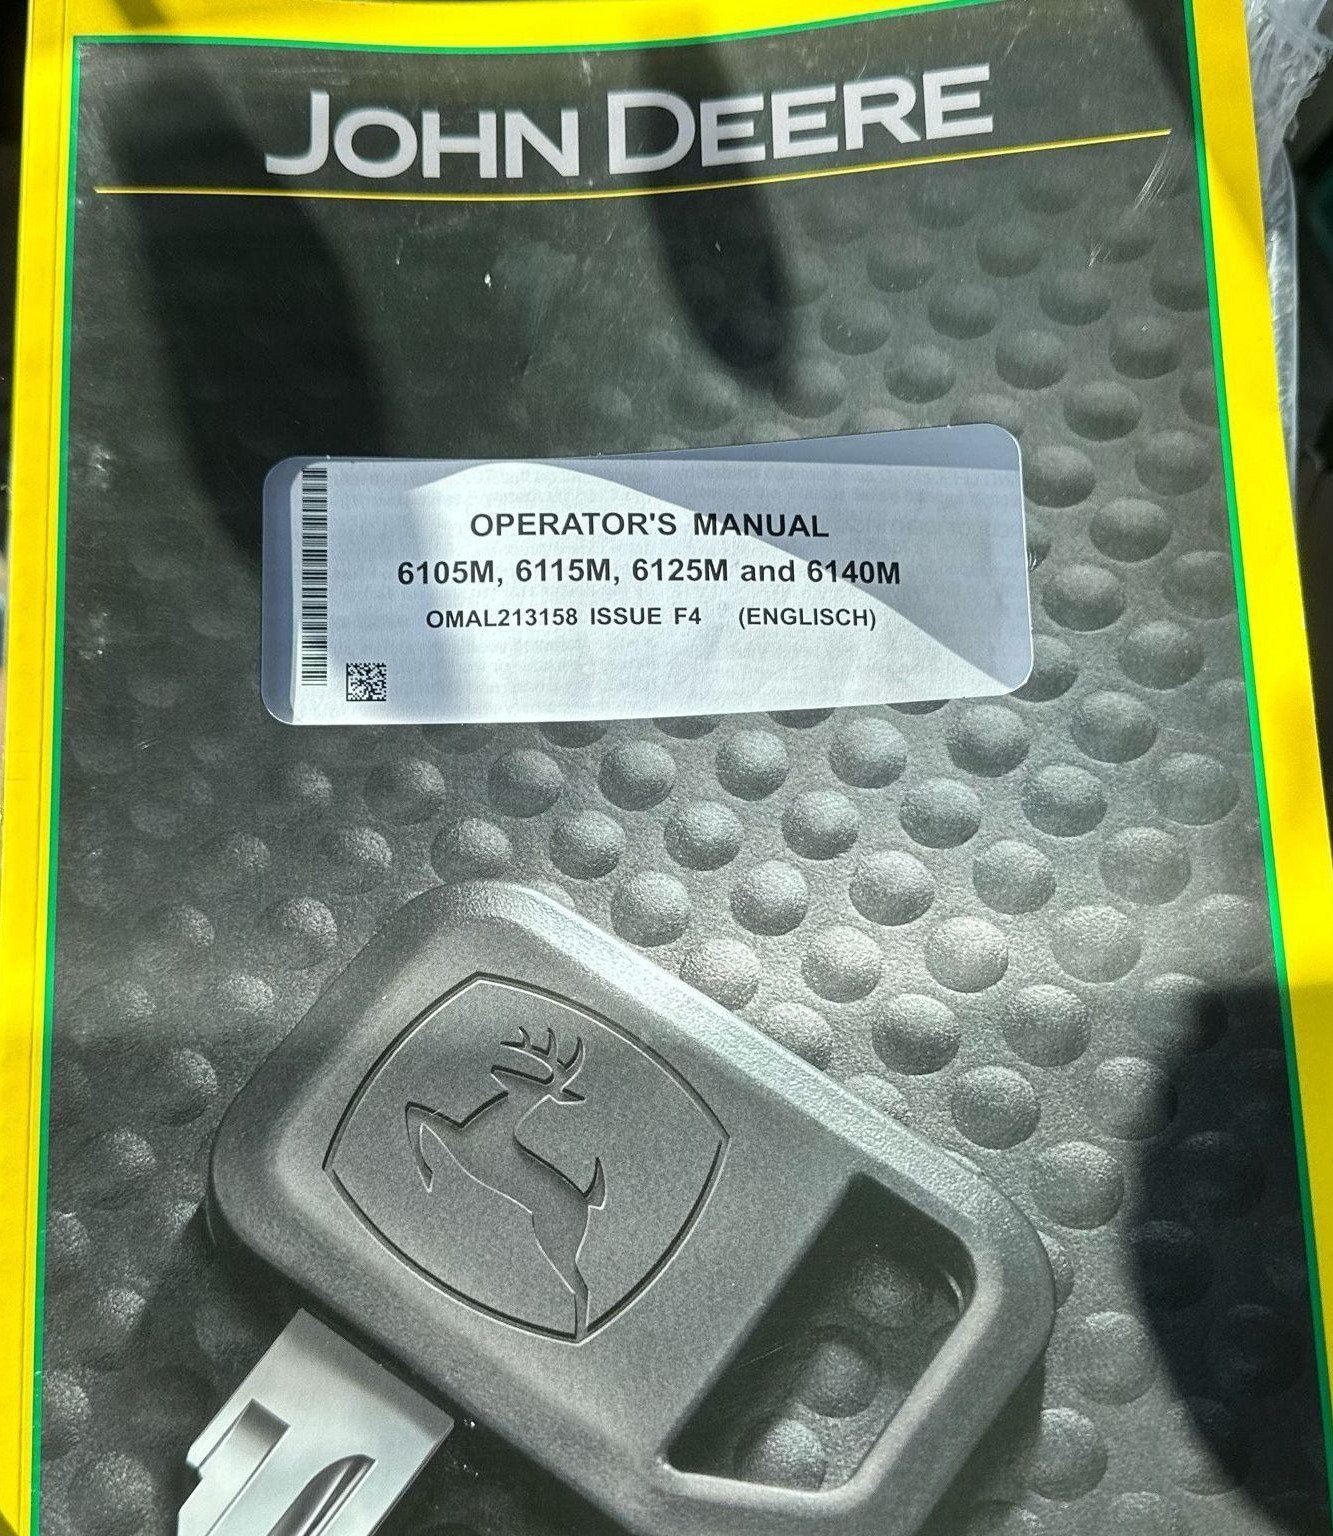 JOHN DEERE
OPERATOR'S MANUAL
6105M, 6115M, 6125M and 6140M
OMAL213158 ISSUE F4 (ENGLISCH)